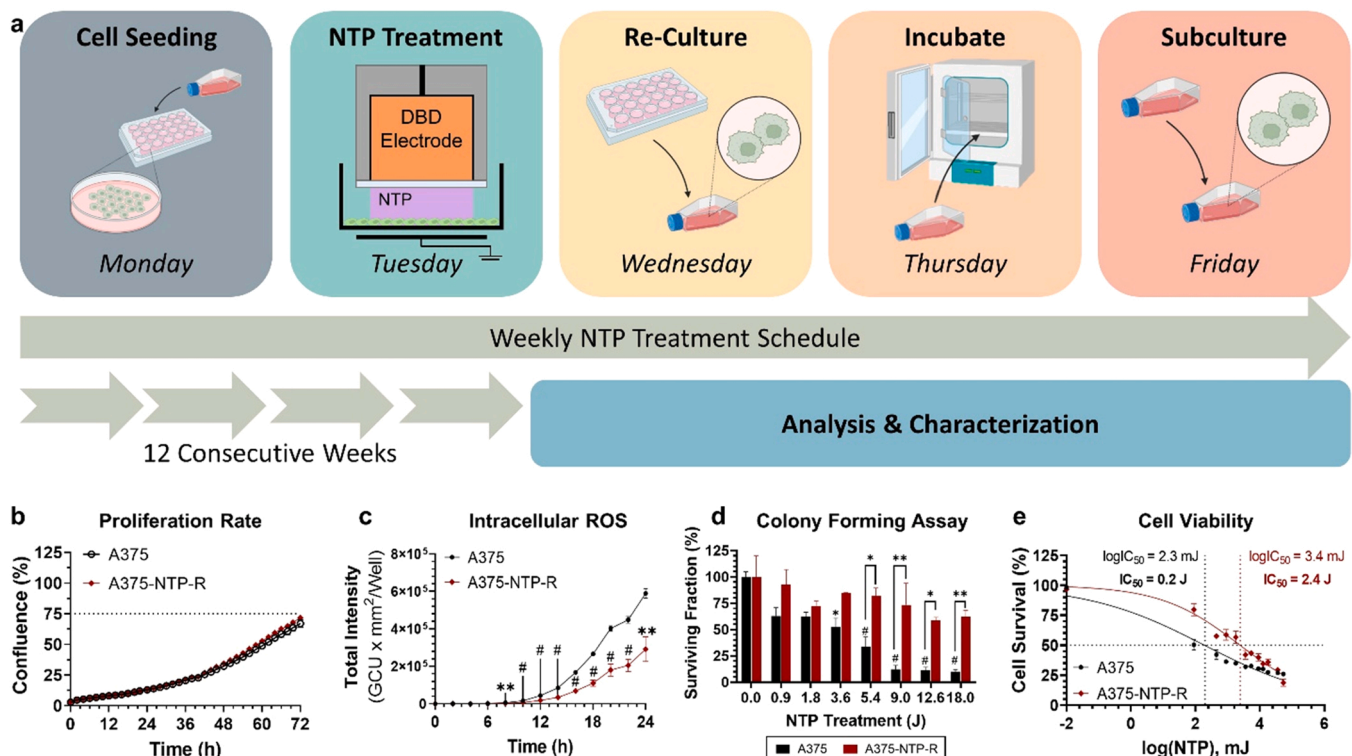 a
Cell Seeding
NTP Treatment
Re-Culture
Incubate
Subculture
DBD
Electrode
NTP
Monday
Tuesday
Wednesday
Thursday
Friday
Weekly NTP Treatment Schedule
12 Consecutive Weeks
Analysis & Characterization
b
Proliferation Rate
Confluence (%)
125
100
75
50
25
0
A375
A375-NTP-R
0 12 24 36 48 60 72
Time (h)
c
Intracellular ROS
Total Intensity
(GCU x mm²/Well)
8×10⁵
6×10⁵
4×10⁵
2×10⁵
0
A375
A375-NTP-R
** # # # # # # # **
0 6 12 18 24
Time (h)
d
Colony Forming Assay
Surviving Fraction (%)
125
100
75
50
25
0
* # * # ** # * # **
0.0 0.9 1.8 3.6 5.4 9.0 12.6 18.0
NTP Treatment (J)
A375 A375-NTP-R
e
Cell Viability
Cell Survival (%)
125
100
75
50
25
0
logIC₅₀ = 2.3 mJ
IC₅₀ = 0.2 J
logIC₅₀ = 3.4 mJ
IC₅₀ = 2.4 J
A375
A375-NTP-R
-2 0 2 4 6
log(NTP), mJ